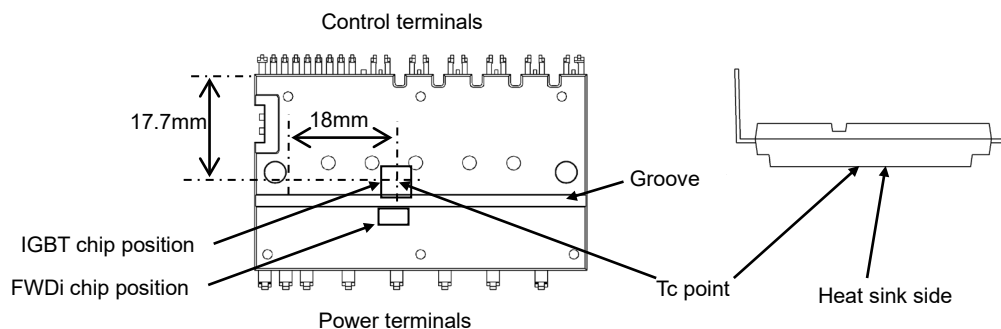 Control terminals
17.7mm
18mm
Groove
IGBT chip position
FWDi chip position
Tc point
Heat sink side
Power terminals